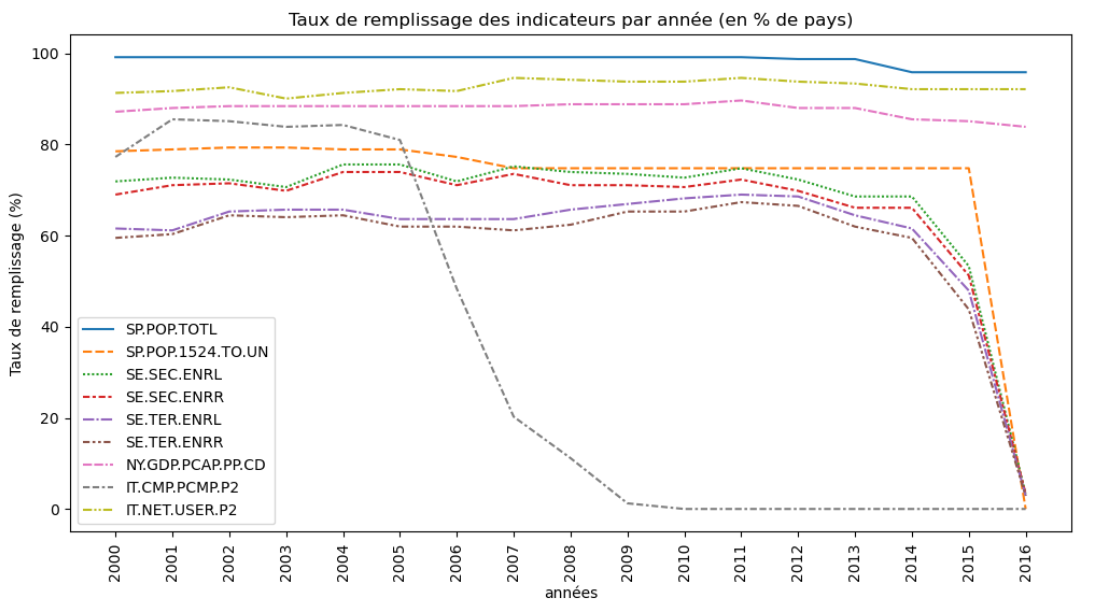 Taux de remplissage des indicateurs par année (en % de pays)
Taux de remplissage (%)
100
80
60
40
20
0
SP.POP.TOTL
SP.POP.1524.TO.UN
SE.SEC.ENRL
SE.SEC.ENRR
SE.TER.ENRL
SE.TER.ENRR
NY.GDP.PCAP.PP.CD
IT.CMP.PCMP.P2
IT.NET.USER.P2
2000
2001
2002
2003
2004
2005
2006
2007
2008
2009
2010
2011
2012
2013
2014
2015
2016
années